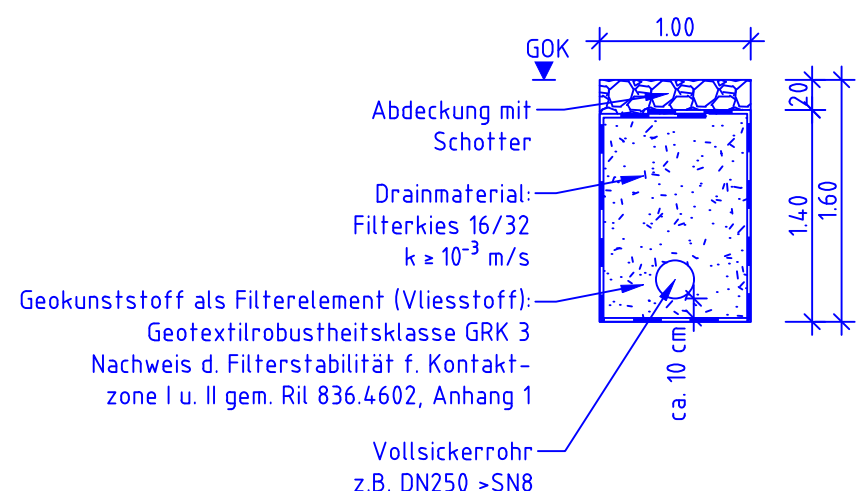 1.00
GOK
20
Abdeckung mit
Schotter
Drainmaterial:
Filterkies 16/32
k ≥ 10⁻³ m/s
1.40
1.60
Geokunststoff als Filterelement (Vliesstoff):
Geotextilrobustheitsklasse GRK 3
Nachweis d. Filterstabilität f. Kontakt-
zone I u. II gem. Ril 836.4602, Anhang 1
ca. 10 cm
Vollsickerrohr
z.B. DN250 >SN8